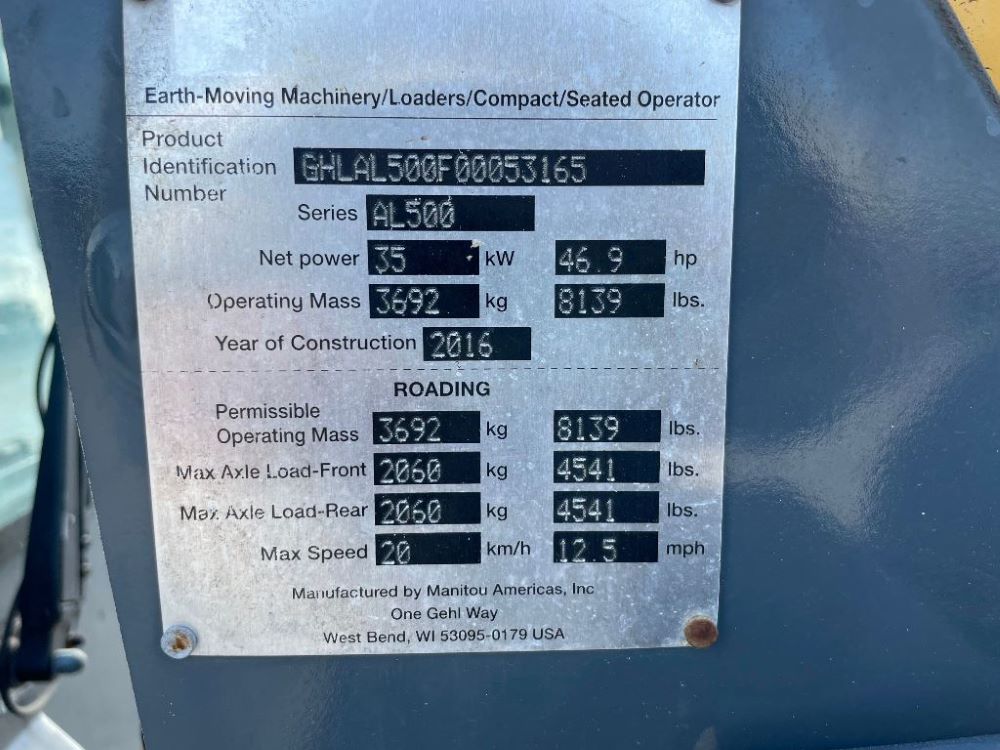 Earth-Moving Machinery/Loaders/Compact/Seated Operator
Product
Identification GHLAL500F00053165
Number
Series AL500
Net power 35 kW 46.9 hp
Operating Mass 3692 kg 8139 lbs.
Year of Construction 2016
ROADING
Permissible
Operating Mass 3692 kg 8139 lbs.
Max Axle Load-Front 2060 kg 4541 lbs.
Max Axle Load-Rear 2060 kg 4541 lbs.
Max Speed 20 km/h 12.5 mph
Manufactured by Manitou Americas, Inc
One Gehl Way
West Bend, WI 53095-0179 USA